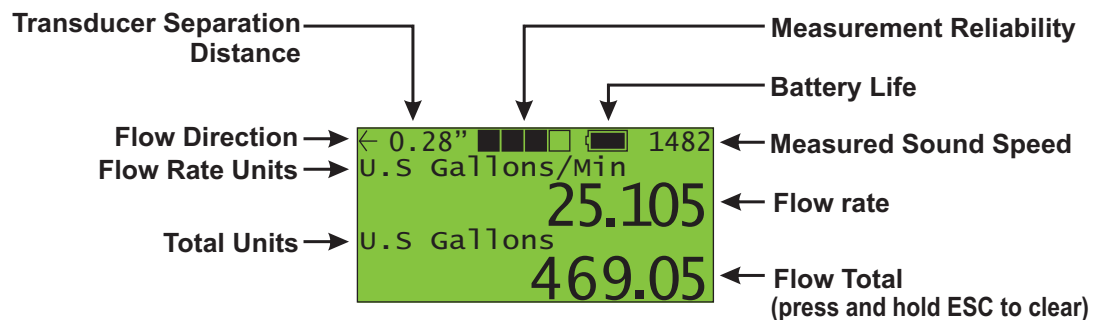 Transducer Separation
Distance
Measurement Reliability
Battery Life
Flow Direction
← 0.28” 1482
Measured Sound Speed
Flow Rate Units
U.S Gallons/Min
25.105
Flow rate
Total Units
U.S Gallons
469.05
Flow Total
(press and hold ESC to clear)